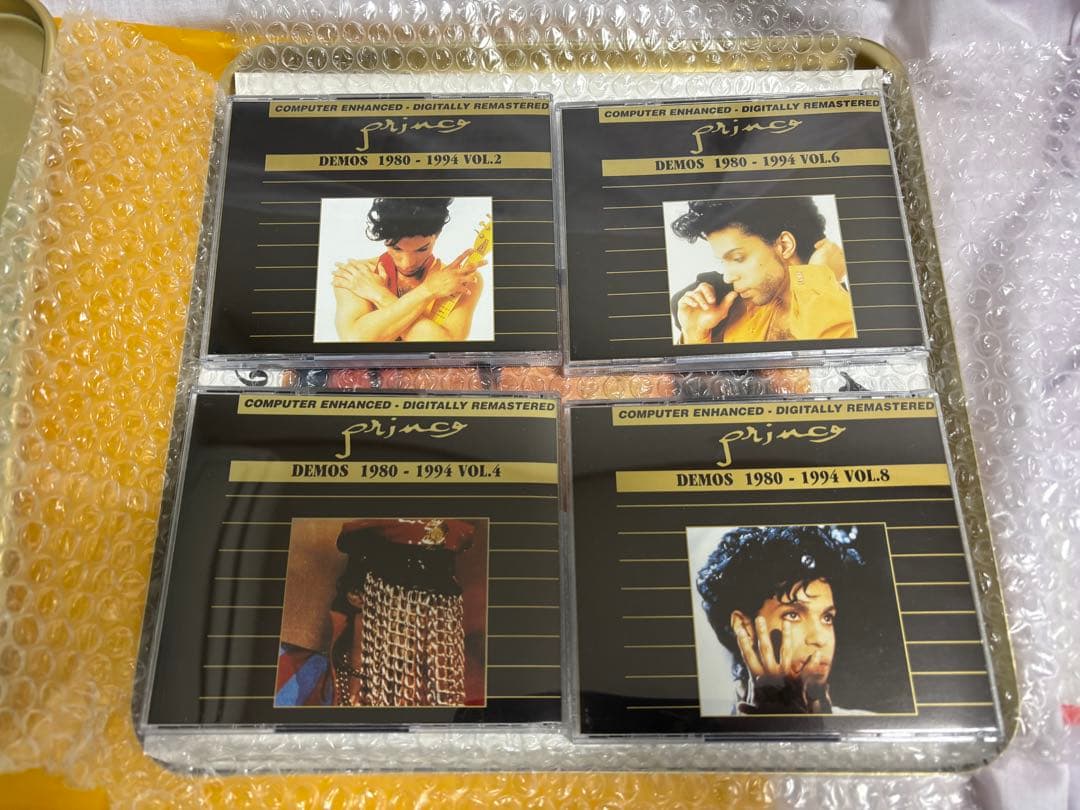 COMPUTER ENHANCED - DIGITALLY REMASTERED
prince
DEMOS 1980 - 1994 VOL.2
COMPUTER ENHANCED - DIGITALLY REMASTERED
prince
DEMOS 1980 - 1994 VOL.6
COMPUTER ENHANCED - DIGITALLY REMASTERED
prince
DEMOS 1980 - 1994 VOL.4
COMPUTER ENHANCED - DIGITALLY REMASTERED
prince
DEMOS 1980 - 1994 VOL.8